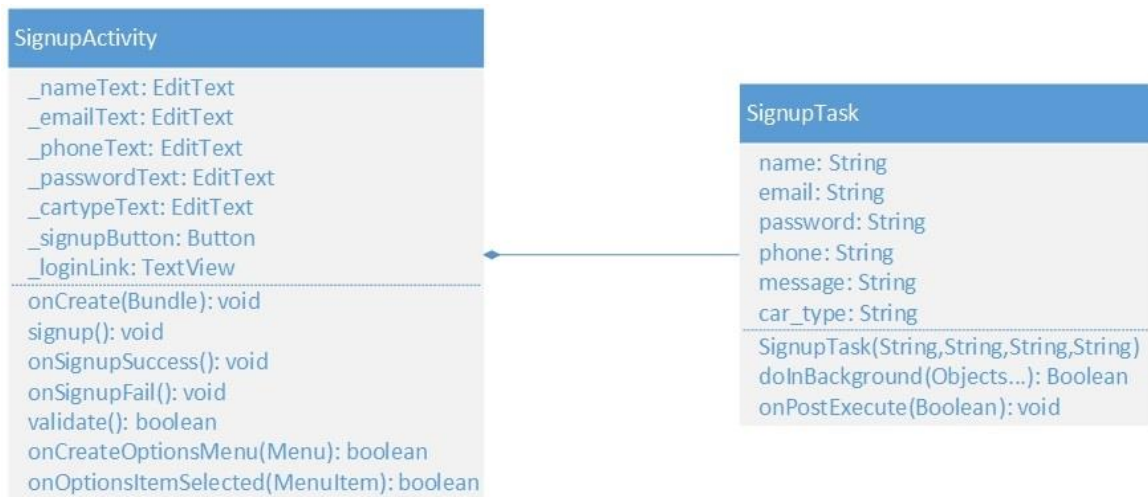 SignupActivity
_nameText: EditText
_emailText: EditText
_phoneText: EditText
_passwordText: EditText
_cartypeText: EditText
_signupButton: Button
_loginLink: TextView
onCreate(Bundle): void
signup(): void
onSignupSuccess(): void
onSignupFail(): void
validate(): boolean
onCreateOptionsMenu(Menu): boolean
onOptionsItemSelected(MenuItem): boolean
SignupTask
name: String
email: String
password: String
phone: String
message: String
car_type: String
SignupTask(String,String,String,String)
doInBackground(Objects...): Boolean
onPostExecute(Boolean): void